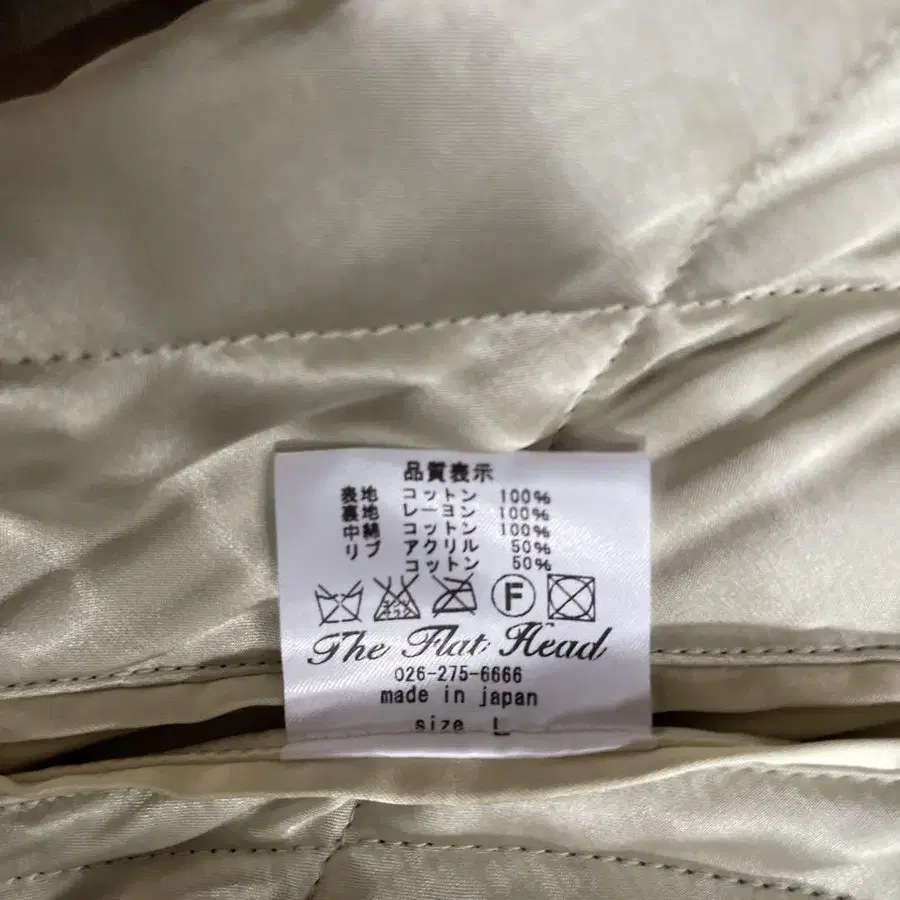 品質表示
表地 コットン 100%
裏地 レーヨン 100%
中綿 コットン 100%
リブ アクリル 50%
コットン 50%
F
The Flat Head
026-275-6666
made in japan
size L